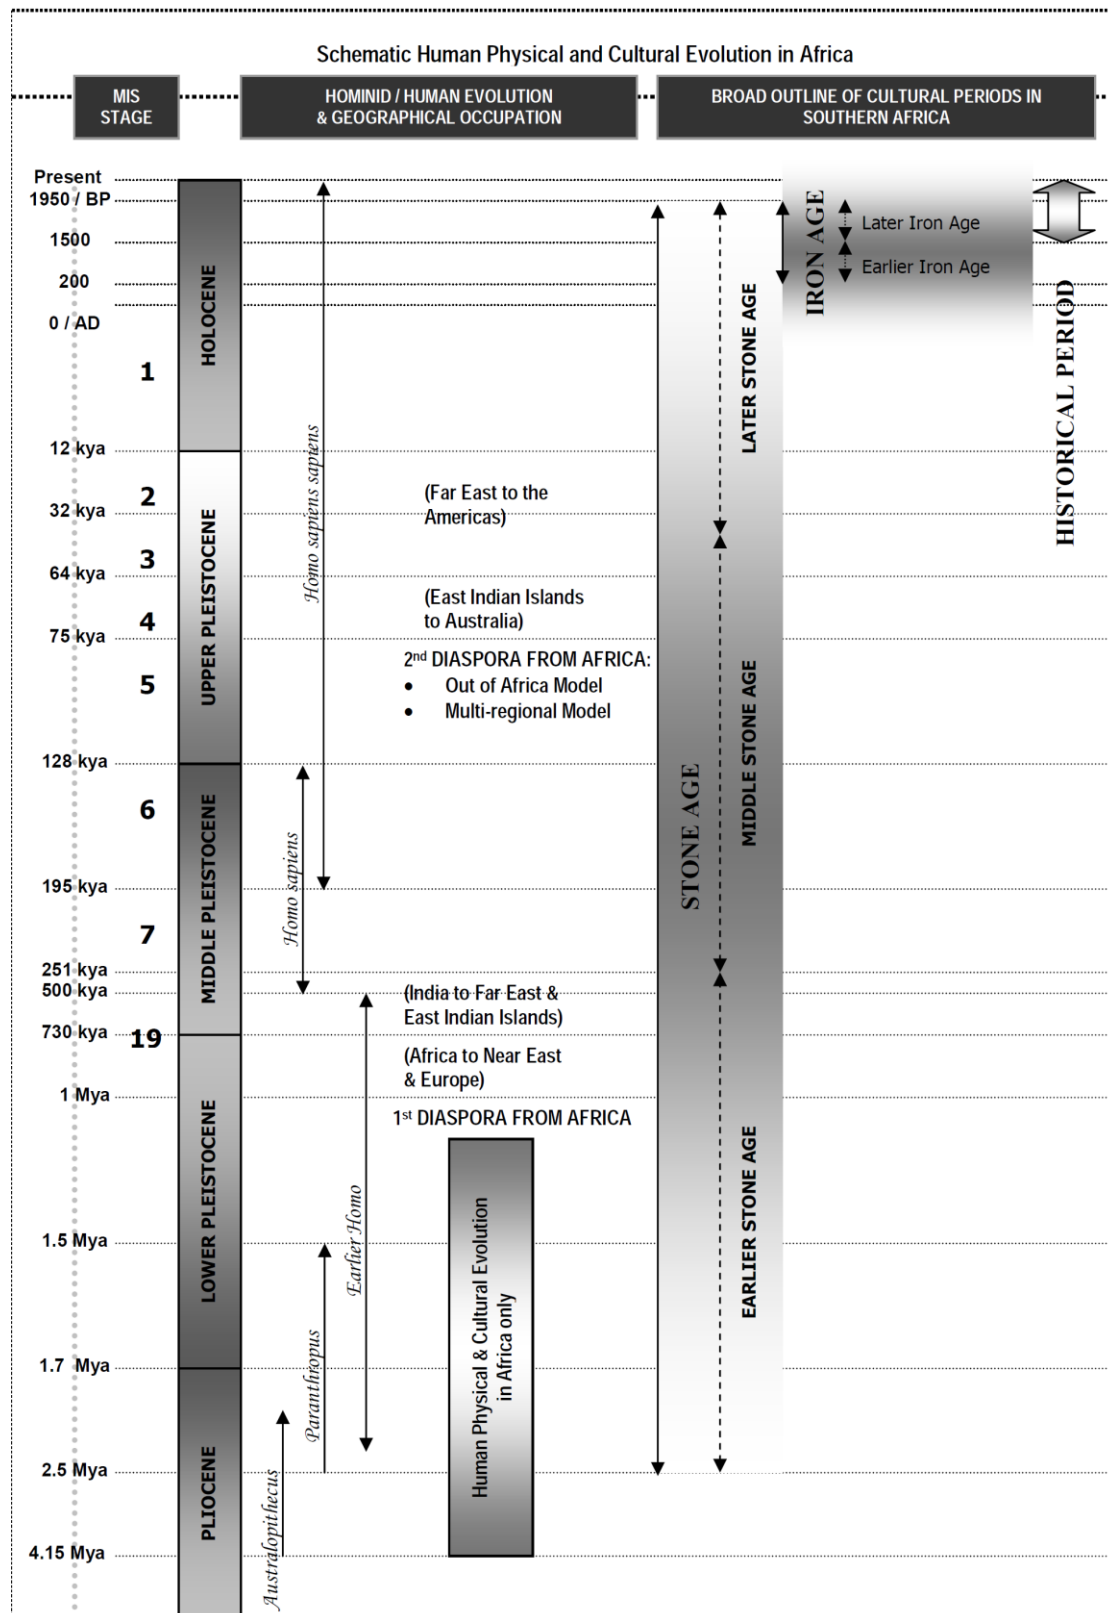 Schematic Human Physical and Cultural Evolution in Africa
MIS
STAGE
HOMINID / HUMAN EVOLUTION
& GEOGRAPHICAL OCCUPATION
BROAD OUTLINE OF CULTURAL PERIODS IN
SOUTHERN AFRICA
Present
1950 / BP
1500
200
0 / AD
12 kya
32 kya
64 kya
75 kya
128 kya
195 kya
251 kya
500 kya
730 kya
1 Mya
1.5 Mya
1.7 Mya
2.5 Mya
4.15 Mya
1
2
3
4
5
6
7
19
HOLOCENE
UPPER PLEISTOCENE
MIDDLE PLEISTOCENE
LOWER PLEISTOCENE
PLIOCENE
Homo sapiens sapiens
Homo sapiens
Earlier Homo
Paranthropus
Australopithecus
(Far East to the
Americas)
(East Indian Islands
to Australia)
2nd DIASPORA FROM AFRICA:
• Out of Africa Model
• Multi-regional Model
(India to Far East &
East Indian Islands)
(Africa to Near East
& Europe)
1st DIASPORA FROM AFRICA
Human Physical & Cultural Evolution
in Africa only
STONE AGE
LATER STONE AGE
MIDDLE STONE AGE
EARLIER STONE AGE
IRON AGE
Later Iron Age
Earlier Iron Age
HISTORICAL PERIOD